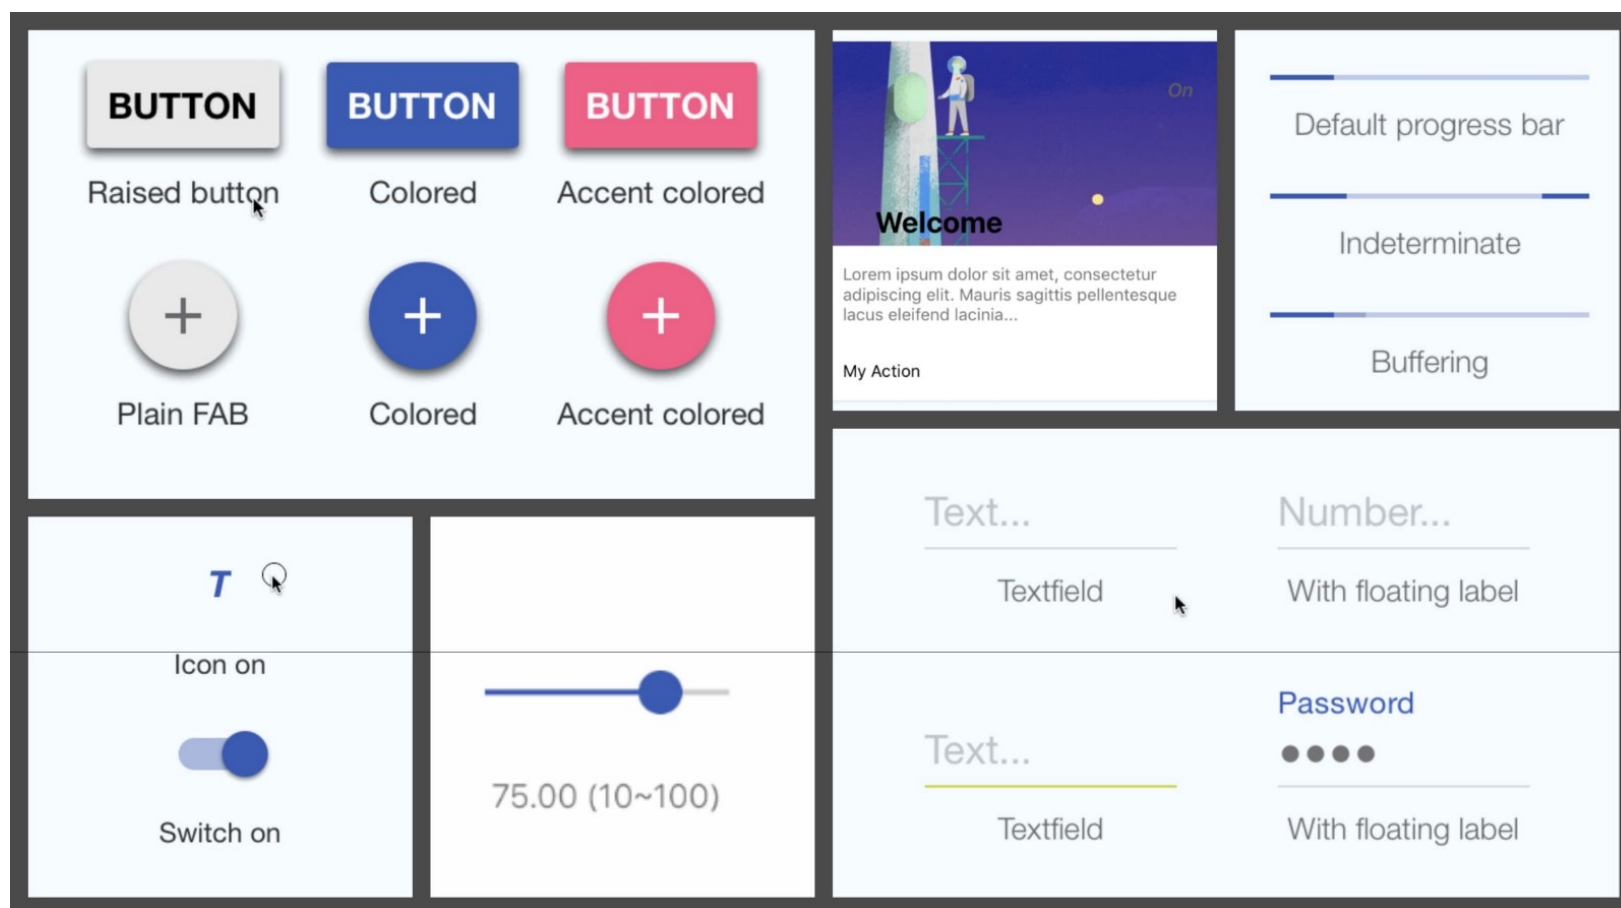 BUTTON
BUTTON
BUTTON
Raised button
Colored
Accent colored
Plain FAB
Colored
Accent colored
On
Welcome
Lorem ipsum dolor sit amet, consectetur
adipiscing elit. Mauris sagittis pellentesque
lacus eleifend lacinia...
My Action
Default progress bar
Indeterminate
Buffering
T
Icon on
Switch on
75.00 (10~100)
Text...
Number...
Textfield
With floating label
Password
Text...
Textfield
With floating label